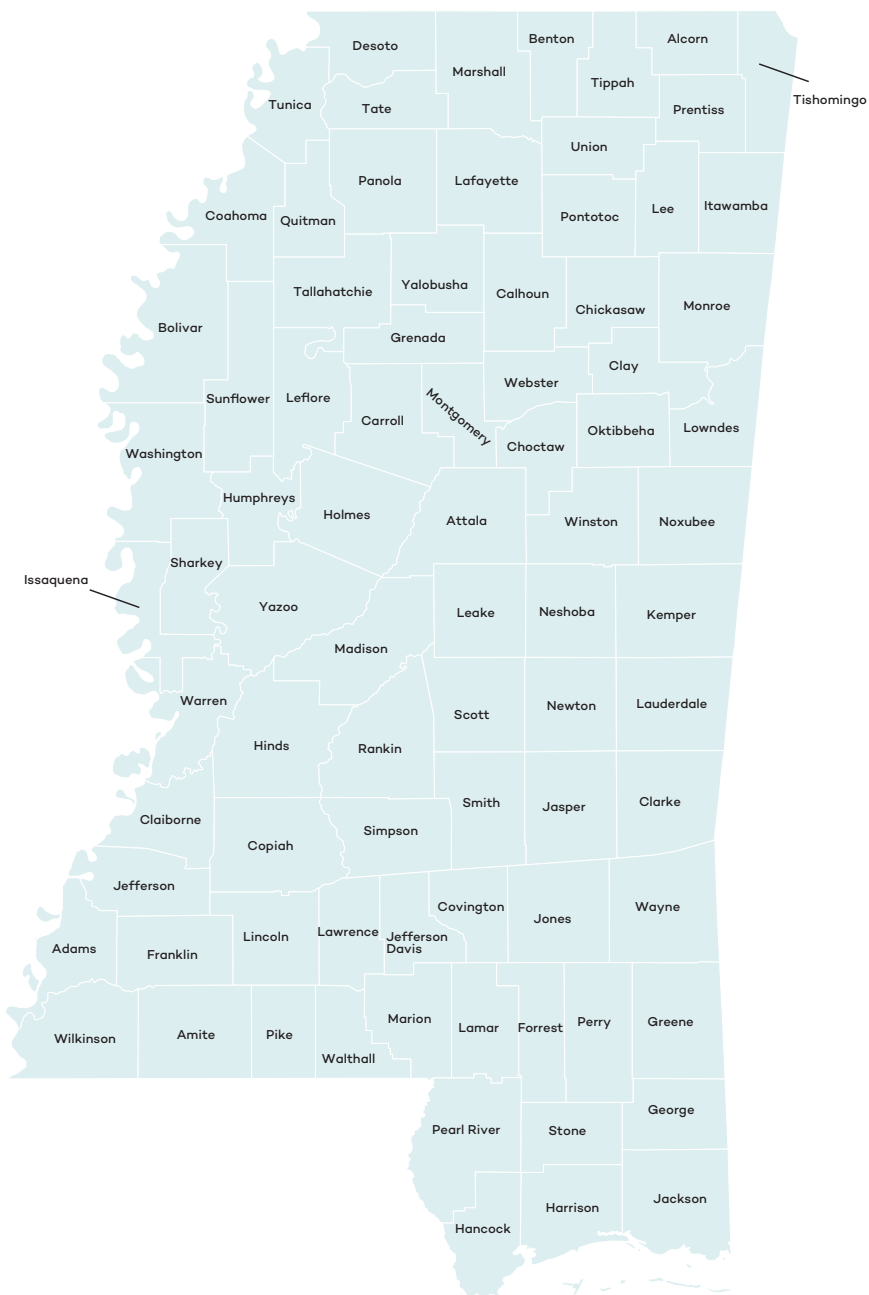 Desoto
Benton
Alcorn
Marshall
Tippah
Tishomingo
Tunica
Tate
Prentiss
Union
Panola
Lafayette
Coahoma
Quitman
Pontotoc
Lee
Itawamba
Tallahatchie
Yalobusha
Calhoun
Chickasaw
Monroe
Bolivar
Grenada
Clay
Webster
Sunflower
Leflore
Carroll
Montgomery
Choctaw
Oktibbeha
Lowndes
Washington
Humphreys
Holmes
Attala
Winston
Noxubee
Sharkey
Issaquena
Yazoo
Leake
Neshoba
Kemper
Madison
Warren
Scott
Newton
Lauderdale
Hinds
Rankin
Smith
Jasper
Clarke
Claiborne
Copiah
Simpson
Jefferson
Covington
Jones
Wayne
Adams
Franklin
Lincoln
Lawrence
Jefferson
Davis
Wilkinson
Amite
Pike
Walthall
Marion
Lamar
Forrest
Perry
Greene
George
Pearl River
Stone
Jackson
Harrison
Hancock